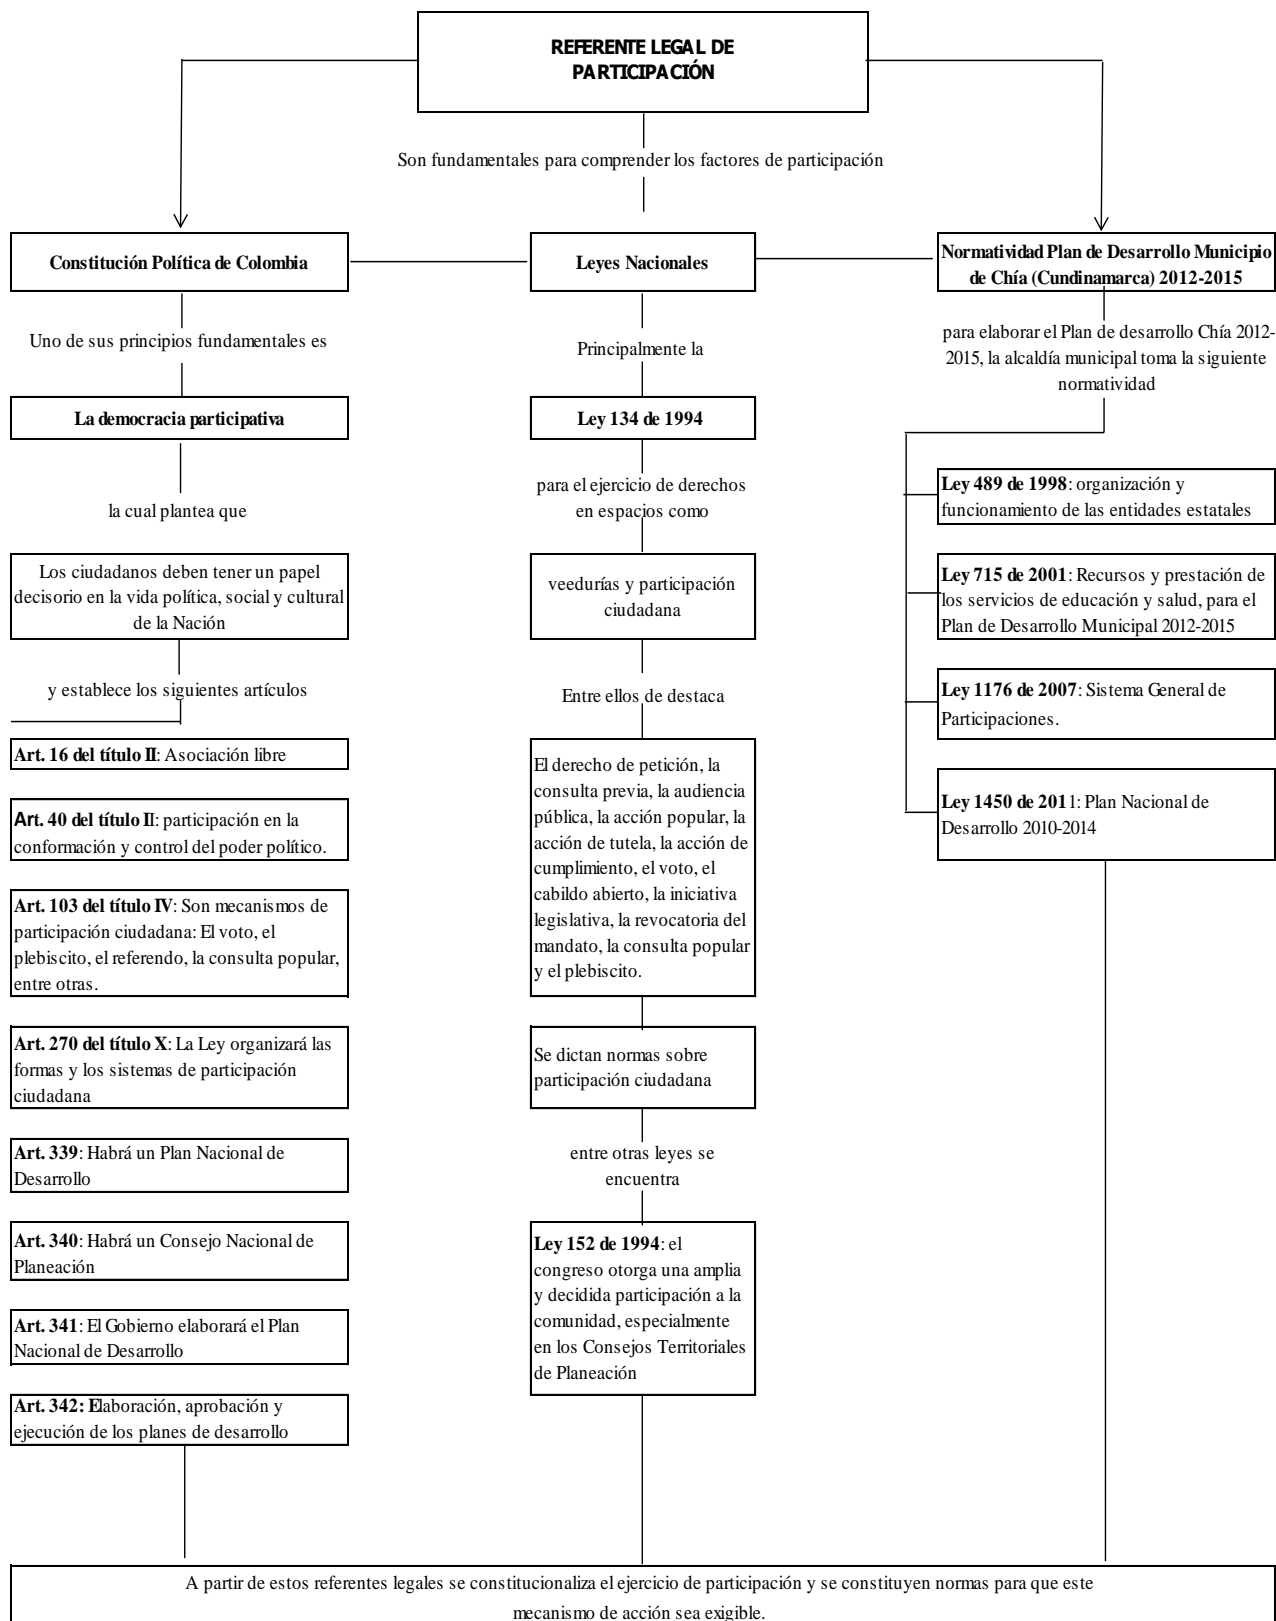 REFERENTE LEGAL DE
PARTICIPACIÓN
Son fundamentales para comprender los factores de participación
Constitución Política de Colombia
Uno de sus principios fundamentales es
La democracia participativa
la cual plantea que
Los ciudadanos deben tener un papel
decisorio en la vida política, social y cultural
de la Nación
y establece los siguientes artículos
Art. 16 del título II: Asociación libre
Art. 40 del título II: participación en la
conformación y control del poder político.
Art. 103 del título IV: Son mecanismos de
participación ciudadana: El voto, el
plebiscito, el referendo, la consulta popular,
entre otras.
Art. 270 del título X: La Ley organizará las
formas y los sistemas de participación
ciudadana
Art. 339: Habrá un Plan Nacional de
Desarrollo
Art. 340: Habrá un Consejo Nacional de
Planeación
Art. 341: El Gobierno elaborará el Plan
Nacional de Desarrollo
Art. 342: Elaboración, aprobación y
ejecución de los planes de desarrollo
Leyes Nacionales
Principalmente la
Ley 134 de 1994
para el ejercicio de derechos
en espacios como
veedurías y participación
ciudadana
Entre ellos de destaca
El derecho de petición, la
consulta previa, la audiencia
pública, la acción popular, la
acción de tutela, la acción de
cumplimiento, el voto, el
cabildo abierto, la iniciativa
legislativa, la revocatoria del
mandato, la consulta popular
y el plebiscito.
Se dictan normas sobre
participación ciudadana
entre otras leyes se
encuentra
Ley 152 de 1994: el
congreso otorga una amplia
y decidida participación a la
comunidad, especialmente
en los Consejos Territoriales
de Planeación
Normatividad Plan de Desarrollo Municipio
de Chía (Cundinamarca) 2012-2015
para elaborar el Plan de desarrollo Chía 2012-
2015, la alcaldía municipal toma la siguiente
normatividad
Ley 489 de 1998: organización y
funcionamiento de las entidades estatales
Ley 715 de 2001: Recursos y prestación de
los servicios de educación y salud, para el
Plan de Desarrollo Municipal 2012-2015
Ley 1176 de 2007: Sistema General de
Participaciones.
Ley 1450 de 2011: Plan Nacional de
Desarrollo 2010-2014
A partir de estos referentes legales se constitucionaliza el ejercicio de participación y se constituyen normas para que este
mecanismo de acción sea exigible.